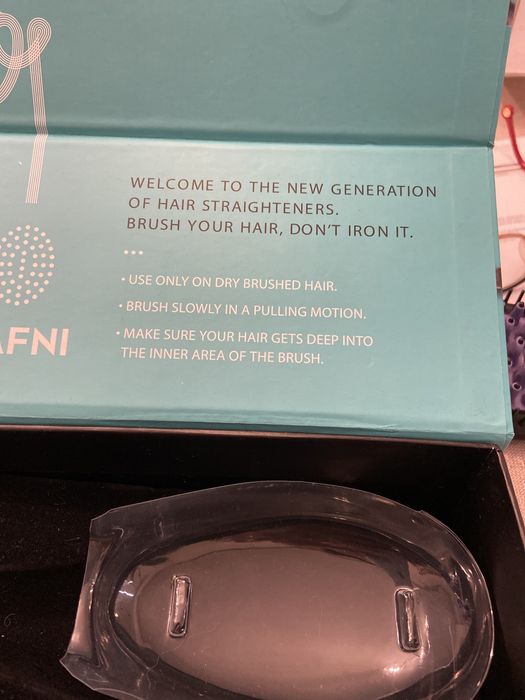 WELCOME TO THE NEW GENERATION
OF HAIR STRAIGHTENERS.
BRUSH YOUR HAIR, DON'T IRON IT.
...
• USE ONLY ON DRY BRUSHED HAIR.
• BRUSH SLOWLY IN A PULLING MOTION.
• MAKE SURE YOUR HAIR GETS DEEP INTO
THE INNER AREA OF THE BRUSH.
AFNI